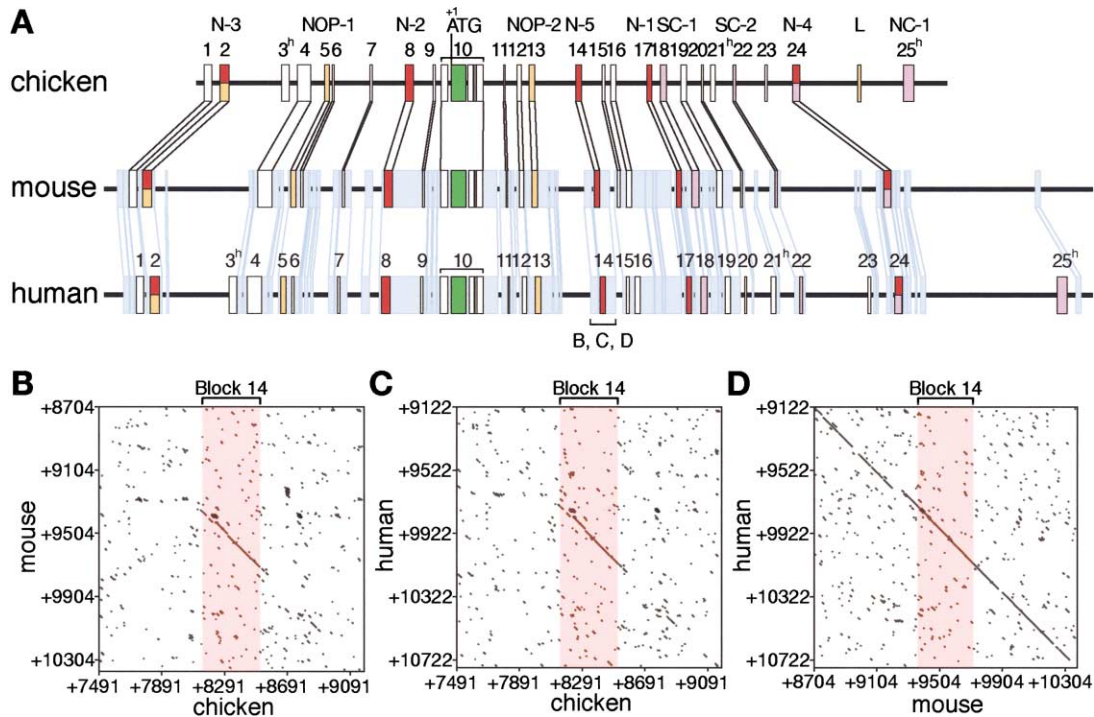 A
N-3 NOP-1 N-2 +1 ATG NOP-2 N-5 N-1 SC-1 SC-2 N-4 L NC-1
1 2 3h 4 5 6 7 8 9 10 11 12 13 14 15 16 17 18 19 20 21h 22 23 24 25h
chicken
mouse
1 2 3h 4 5 6 7 8 9 10 11 12 13 14 15 16 17 18 19 20 21h 22 23 24 25h
human
B, C, D
B
Block 14
mouse
+8704
+9104
+9504
+9904
+10304
+7491 +7891 +8291 +8691 +9091
chicken
C
Block 14
human
+9122
+9522
+9922
+10322
+10722
+7491 +7891 +8291 +8691 +9091
chicken
D
Block 14
human
+9122
+9522
+9922
+10322
+10722
+8704 +9104 +9504 +9904 +10304
mouse